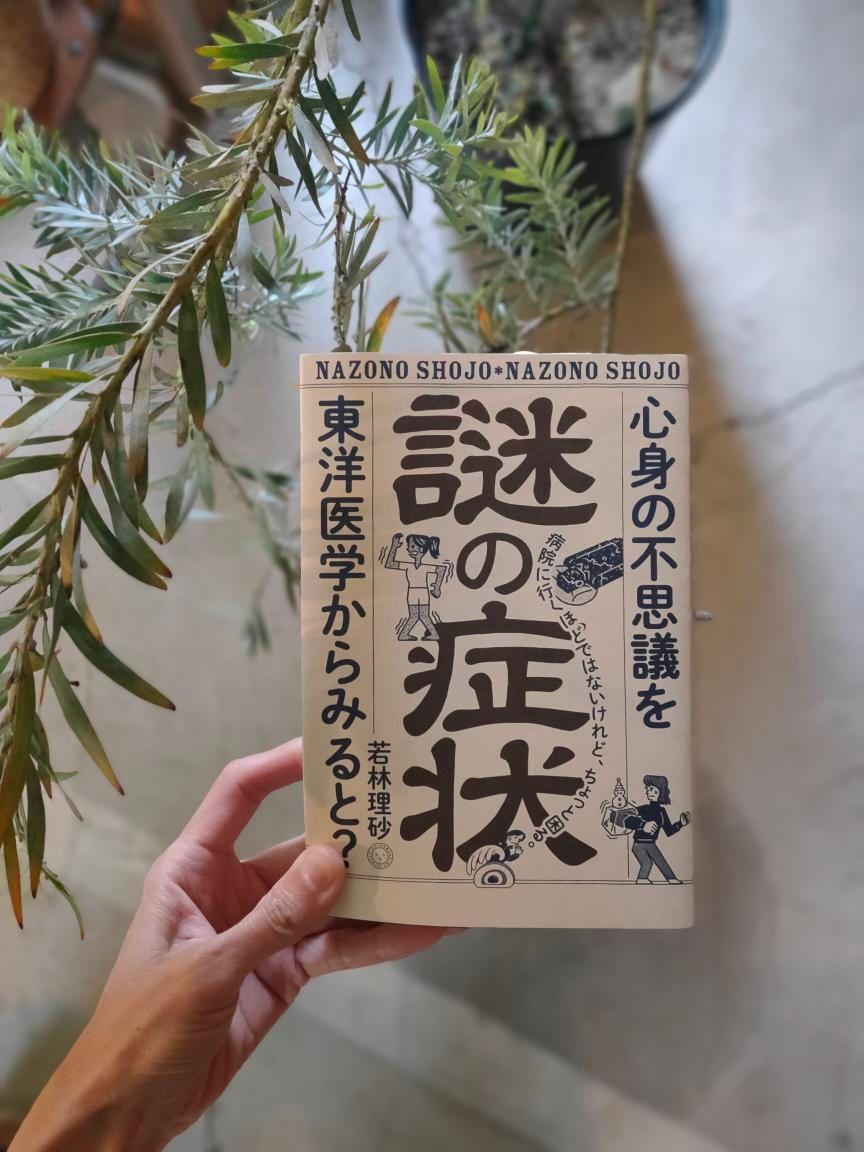 NAZONO SHOJO*NAZONO SHOJO
心身の不思議を
東洋医学からみると?
謎の症状
病院に行くほどではないけれど、ちょっと困る。
若林理砂